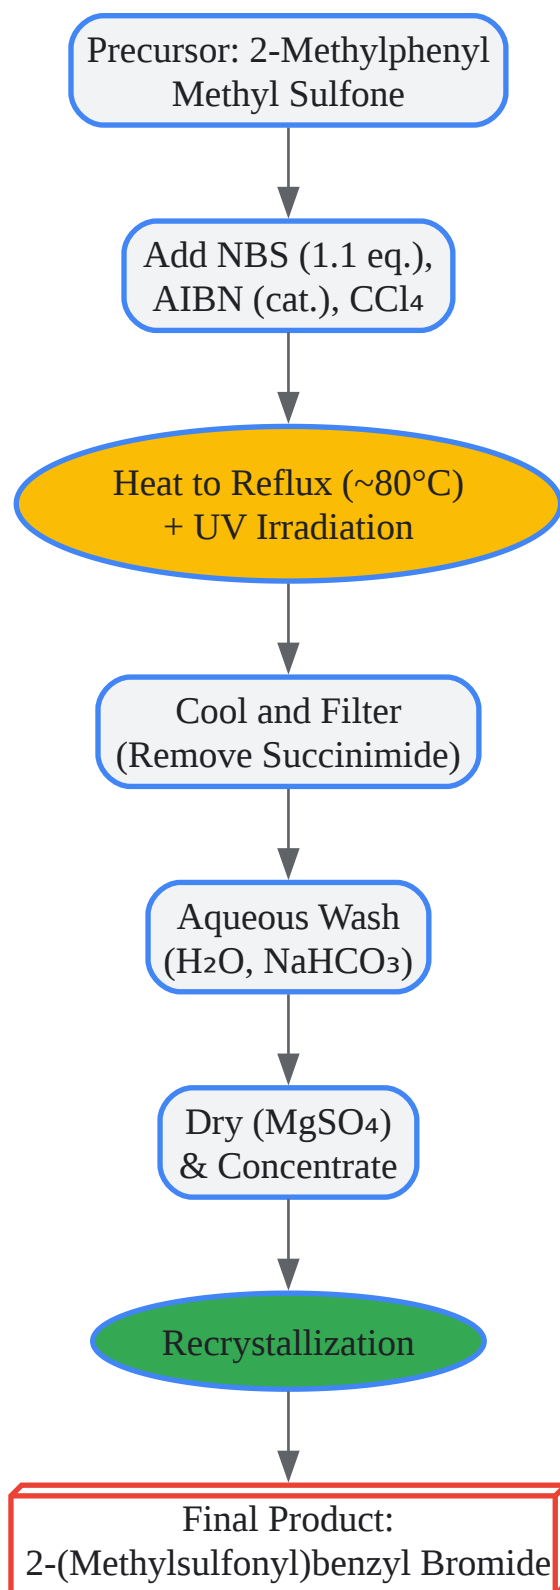 Precursor: 2-Methylphenyl
Methyl Sulfone
Add NBS (1.1 eq.),
AIBN (cat.), CCl₄
Heat to Reflux (~80°C)
+ UV Irradiation
Cool and Filter
(Remove Succinimide)
Aqueous Wash
(H₂O, NaHCO₃)
Dry (MgSO₄)
& Concentrate
Recrystallization
Final Product:
2-(Methylsulfonyl)benzyl Bromide